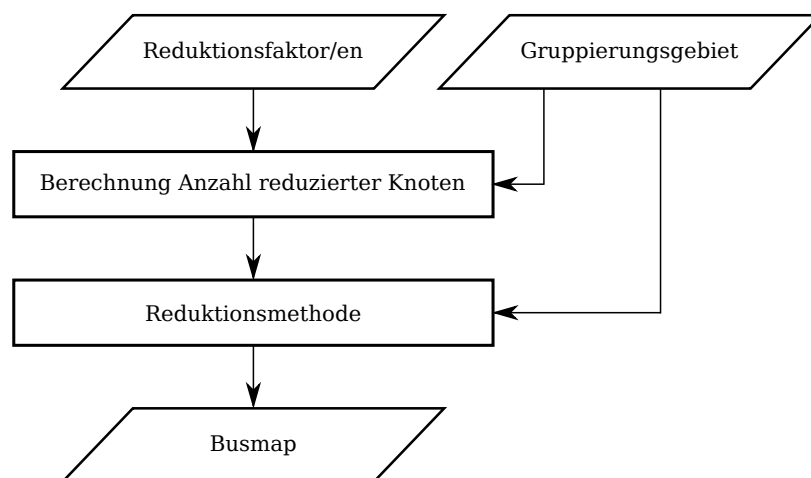 Reduktionsfaktor/en
Gruppierungsgebiet
Berechnung Anzahl reduzierter Knoten
Reduktionsmethode
Busmap